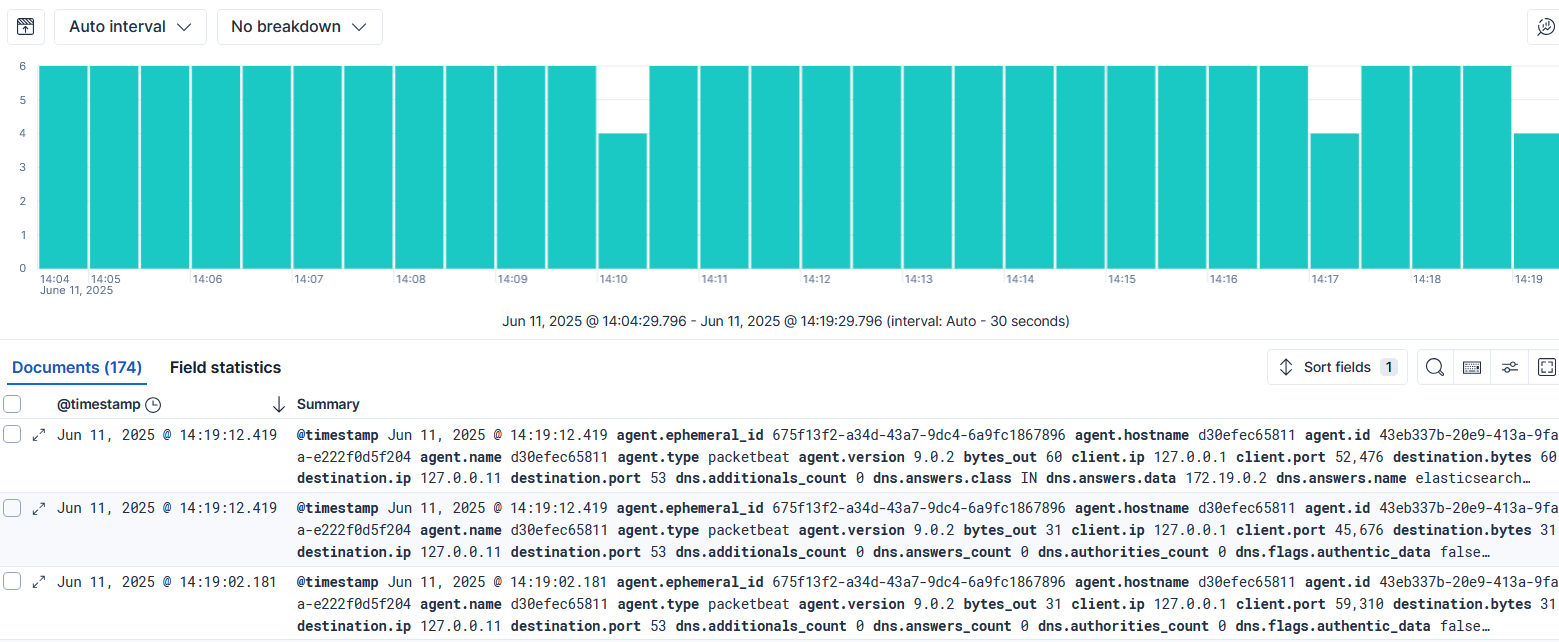 Auto interval No breakdown
6
5
4
3
2
1
0
14:04 14:05 14:06 14:07 14:08 14:09 14:10 14:11 14:12 14:13 14:14 14:15 14:16 14:17 14:18 14:19
June 11, 2025
Jun 11, 2025 @ 14:04:29.796 - Jun 11, 2025 @ 14:19:29.796 (interval: Auto - 30 seconds)
Documents (174) Field statistics Sort fields 1
@timestamp Summary
Jun 11, 2025 @ 14:19:12.419 @timestamp Jun 11, 2025 @ 14:19:12.419 agent.ephemeral_id 675f13f2-a34d-43a7-9dc4-6a9fc1867896 agent.hostname d30efec65811 agent.id 43eb337b-20e9-413a-9fa
a-e222f0d5f204 agent.name d30efec65811 agent.type packetbeat agent.version 9.0.2 bytes_out 60 client.ip 127.0.0.1 client.port 52,476 destination.bytes 60
destination.ip 127.0.0.11 destination.port 53 dns.additionals_count 0 dns.answers.class IN dns.answers.data 172.19.0.2 dns.answers.name elasticsearch…
Jun 11, 2025 @ 14:19:12.419 @timestamp Jun 11, 2025 @ 14:19:12.419 agent.ephemeral_id 675f13f2-a34d-43a7-9dc4-6a9fc1867896 agent.hostname d30efec65811 agent.id 43eb337b-20e9-413a-9fa
a-e222f0d5f204 agent.name d30efec65811 agent.type packetbeat agent.version 9.0.2 bytes_out 31 client.ip 127.0.0.1 client.port 45,676 destination.bytes 31
destination.ip 127.0.0.11 destination.port 53 dns.additionals_count 0 dns.answers_count 0 dns.authorities_count 0 dns.flags.authentic_data false…
Jun 11, 2025 @ 14:19:02.181 @timestamp Jun 11, 2025 @ 14:19:02.181 agent.ephemeral_id 675f13f2-a34d-43a7-9dc4-6a9fc1867896 agent.hostname d30efec65811 agent.id 43eb337b-20e9-413a-9fa
a-e222f0d5f204 agent.name d30efec65811 agent.type packetbeat agent.version 9.0.2 bytes_out 31 client.ip 127.0.0.1 client.port 59,310 destination.bytes 31
destination.ip 127.0.0.11 destination.port 53 dns.additionals_count 0 dns.answers_count 0 dns.authorities_count 0 dns.flags.authentic_data false…